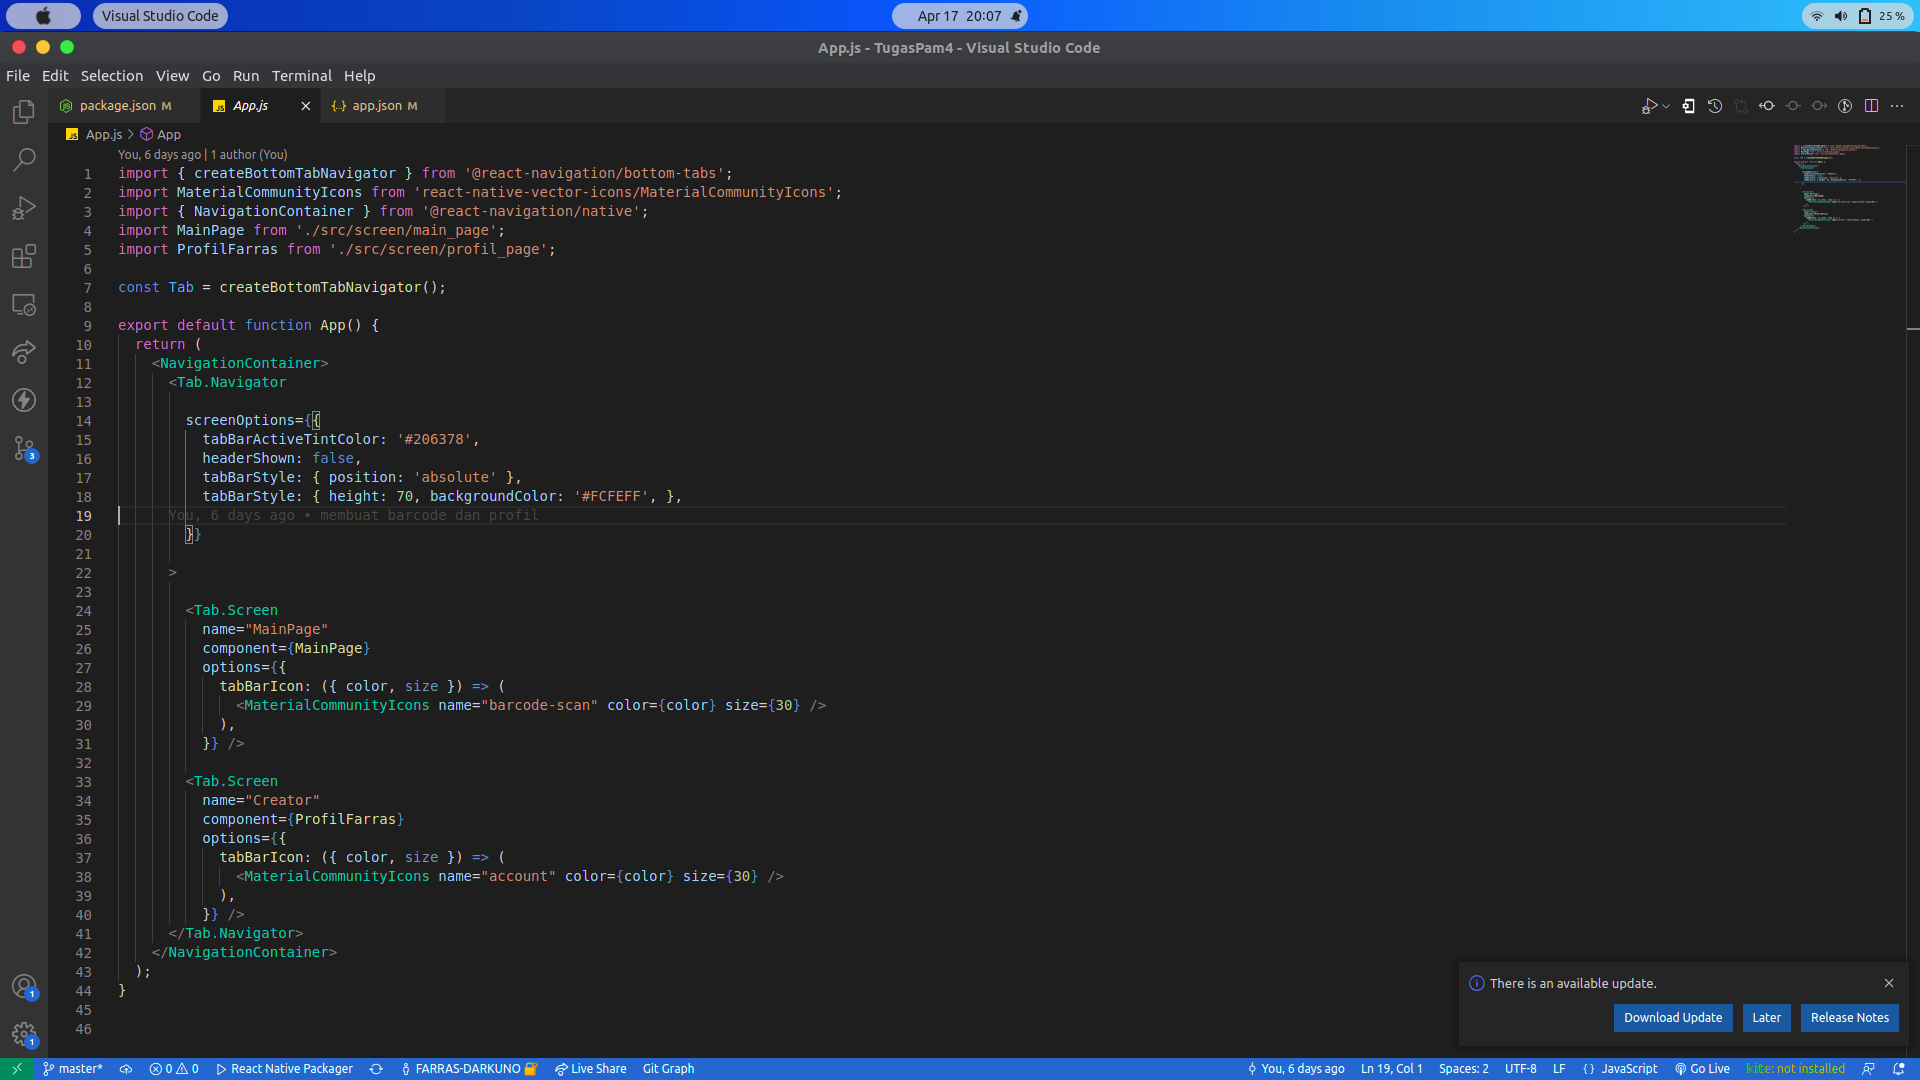 Visual Studio Code
Apr 17 20:07
25 %
App.js - TugasPam4 - Visual Studio Code
File Edit Selection View Go Run Terminal Help
package.json M
JS App.js
{..} app.json M
JS App.js > App
You, 6 days ago | 1 author (You)
1 import { createBottomTabNavigator } from '@react-navigation/bottom-tabs';
2 import MaterialCommunityIcons from 'react-native-vector-icons/MaterialCommunityIcons';
3 import { NavigationContainer } from '@react-navigation/native';
4 import MainPage from './src/screen/main_page';
5 import ProfilFarras from './src/screen/profil_page';
6
7 const Tab = createBottomTabNavigator();
8
9 export default function App() {
10 return (
11 <NavigationContainer>
12 <Tab.Navigator
13
14 screenOptions={{
15 tabBarActiveTintColor: '#206378',
16 headerShown: false,
17 tabBarStyle: { position: 'absolute' },
18 tabBarStyle: { height: 70, backgroundColor: '#FCFEFF', },
19 You, 6 days ago • membuat barcode dan profil
20 }}
21
22 >
23
24 <Tab.Screen
25 name="MainPage"
26 component={MainPage}
27 options={{
28 tabBarIcon: ({ color, size }) => (
29 <MaterialCommunityIcons name="barcode-scan" color={color} size={30} />
30 ),
31 }} />
32
33 <Tab.Screen
34 name="Creator"
35 component={ProfilFarras}
36 options={{
37 tabBarIcon: ({ color, size }) => (
38 <MaterialCommunityIcons name="account" color={color} size={30} />
39 ),
40 }} />
41 </Tab.Navigator>
42 </NavigationContainer>
43 );
44 }
45
46
3
1
1
There is an available update.
Download Update Later Release Notes
master* 0 0 React Native Packager FARRAS-DARKUNO Live Share Git Graph
You, 6 days ago Ln 19, Col 1 Spaces: 2 UTF-8 LF {} JavaScript Go Live kite: not installed